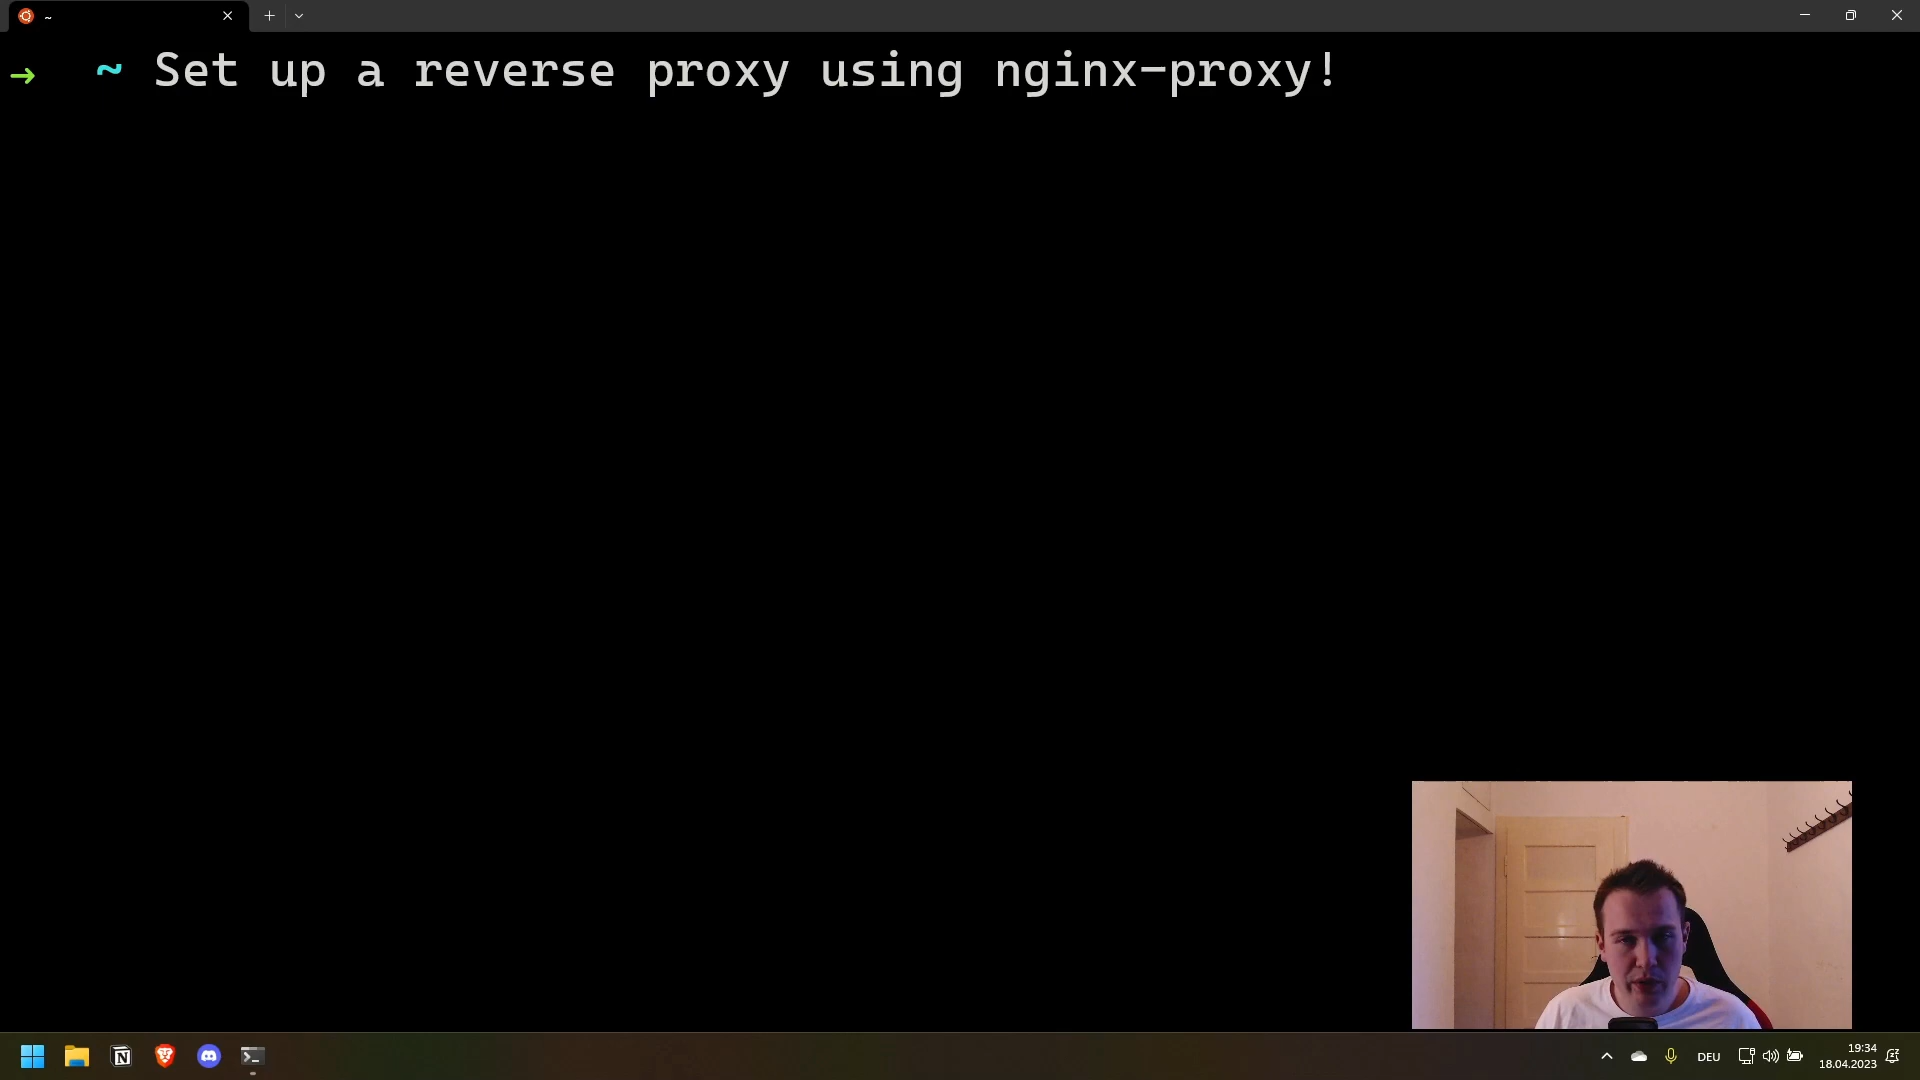 ~
→ ~ Set up a reverse proxy using nginx-proxy!
DEU
19:34
18.04.2023